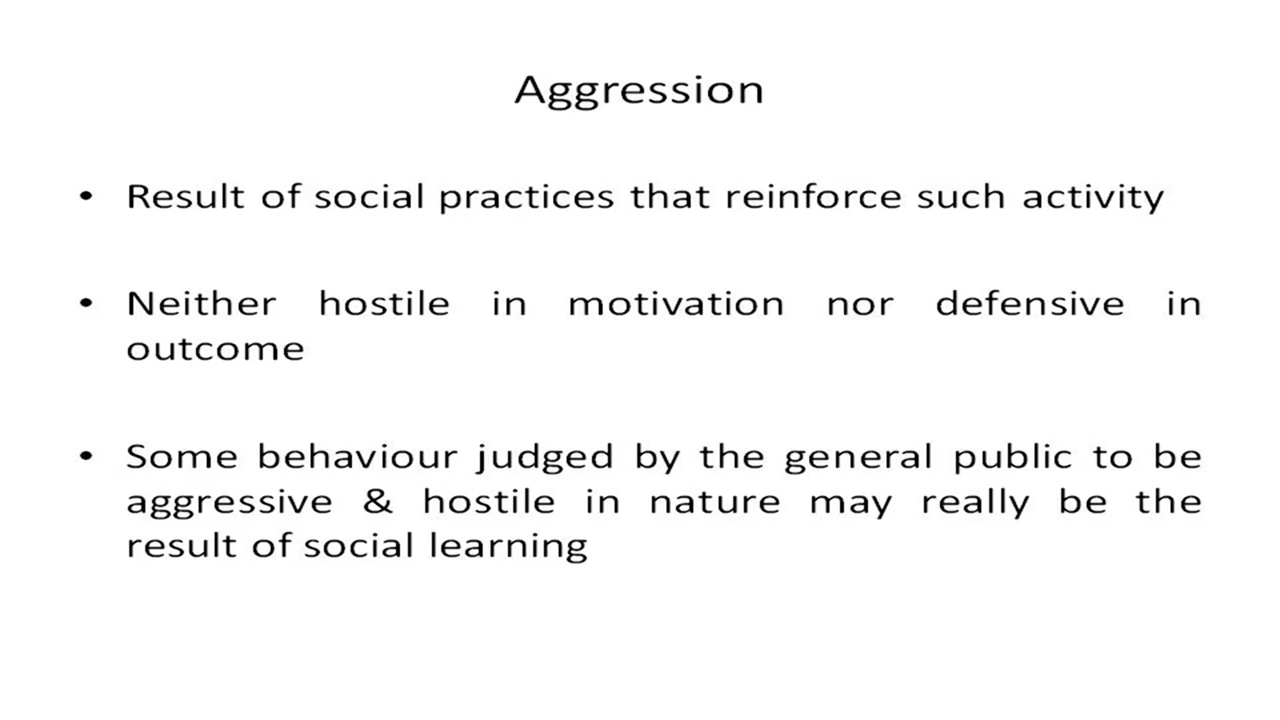 Aggression
• Result of social practices that reinforce such activity
• Neither hostile in motivation nor defensive in
outcome
• Some behaviour judged by the general public to be
aggressive & hostile in nature may really be the
result of social learning